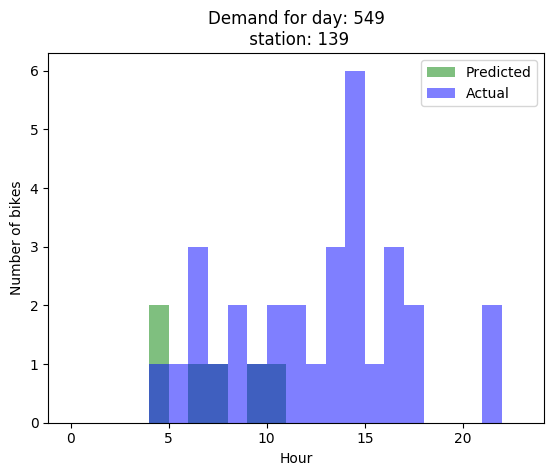 Demand for day: 549
station: 139
Predicted
Actual
Number of bikes
6
5
4
3
2
1
0
0
5
10
15
20
Hour